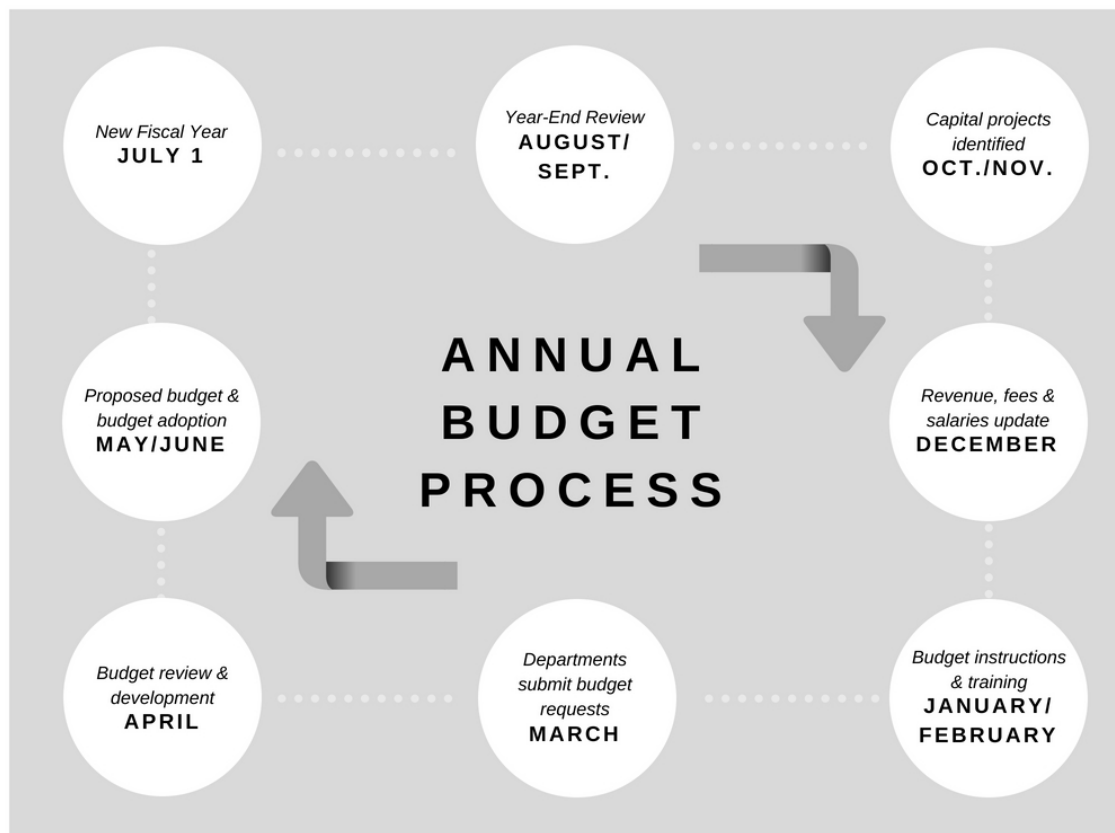 New Fiscal Year
JULY 1
Year-End Review
AUGUST/
SEPT.
Capital projects
identified
OCT./NOV.
ANNUAL
BUDGET
PROCESS
Proposed budget &
budget adoption
MAY/JUNE
Revenue, fees &
salaries update
DECEMBER
Budget review &
development
APRIL
Departments
submit budget
requests
MARCH
Budget instructions
& training
JANUARY/
FEBRUARY